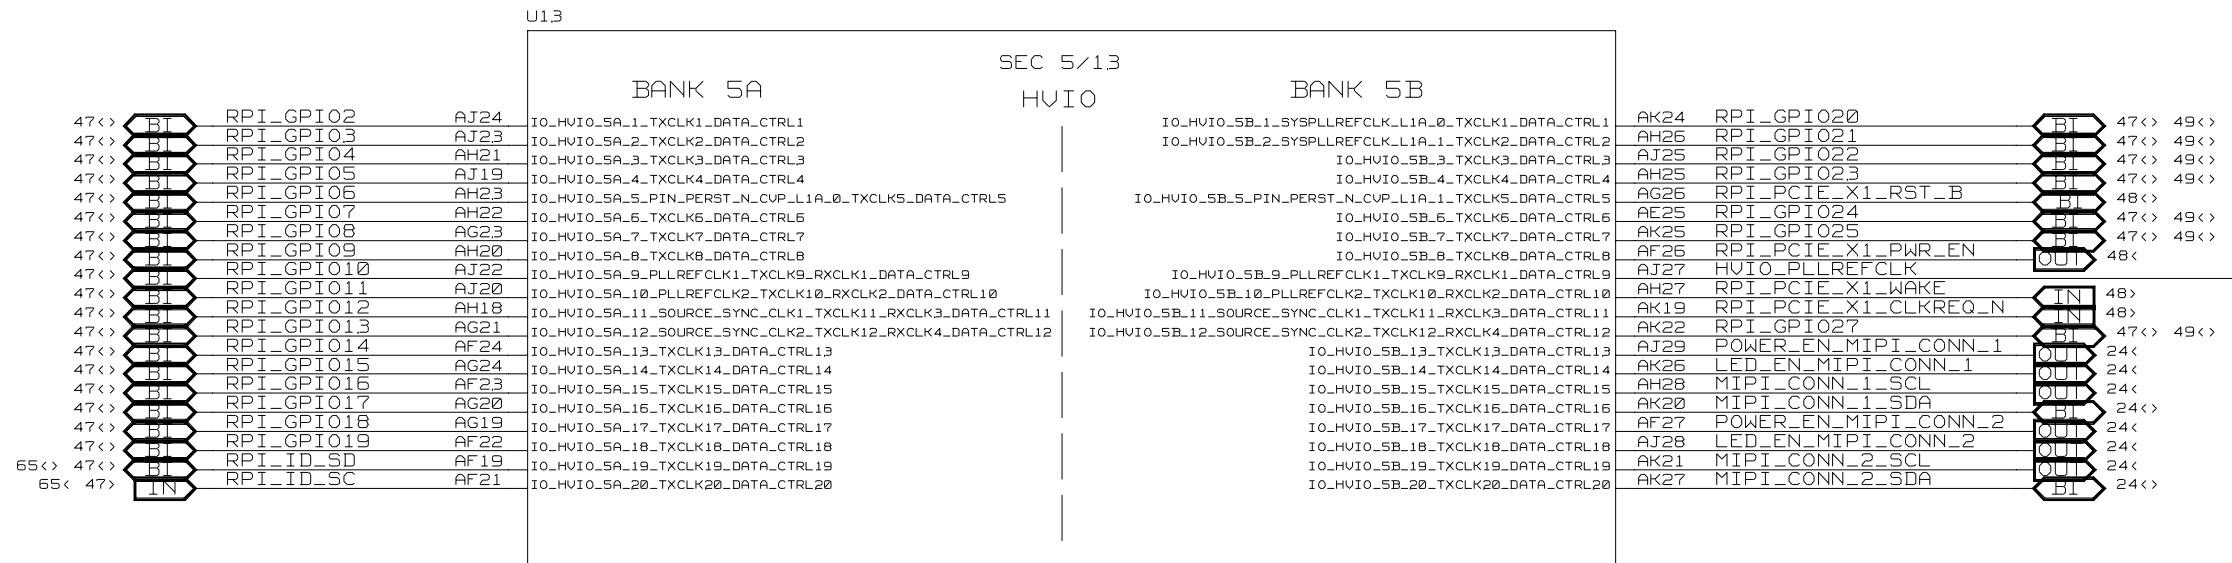 U13
SEC 5/13
BANK 5A HVIO BANK 5B
47<> BI RPI_GPIO2 AJ24 IO_HVIO_5A_1_TXCLK1_DATA_CTRL1 IO_HVIO_5B_1_SYSPLLREFCLK_L1A_0_TXCLK1_DATA_CTRL1 AK24 RPI_GPIO20 BI 47<> 49<>
47<> BI RPI_GPIO3 AJ23 IO_HVIO_5A_2_TXCLK2_DATA_CTRL2 IO_HVIO_5B_2_SYSPLLREFCLK_L1A_1_TXCLK2_DATA_CTRL2 AH26 RPI_GPIO21 BI 47<> 49<>
47<> BI RPI_GPIO4 AH21 IO_HVIO_5A_3_TXCLK3_DATA_CTRL3 IO_HVIO_5B_3_TXCLK3_DATA_CTRL3 AJ25 RPI_GPIO22 BI 47<> 49<>
47<> BI RPI_GPIO5 AJ19 IO_HVIO_5A_4_TXCLK4_DATA_CTRL4 IO_HVIO_5B_4_TXCLK4_DATA_CTRL4 AH25 RPI_GPIO23 BI 47<> 49<>
47<> BI RPI_GPIO6 AH23 IO_HVIO_5A_5_PIN_PERST_N_CVP_L1A_0_TXCLK5_DATA_CTRL5 IO_HVIO_5B_5_PIN_PERST_N_CVP_L1A_1_TXCLK5_DATA_CTRL5 AG26 RPI_PCIE_X1_RST_B BI 48<>
47<> BI RPI_GPIO7 AH22 IO_HVIO_5A_6_TXCLK6_DATA_CTRL6 IO_HVIO_5B_6_TXCLK6_DATA_CTRL6 AE25 RPI_GPIO24 BI 47<> 49<>
47<> BI RPI_GPIO8 AG23 IO_HVIO_5A_7_TXCLK7_DATA_CTRL7 IO_HVIO_5B_7_TXCLK7_DATA_CTRL7 AK25 RPI_GPIO25 BI 47<> 49<>
47<> BI RPI_GPIO9 AH20 IO_HVIO_5A_8_TXCLK8_DATA_CTRL8 IO_HVIO_5B_8_TXCLK8_DATA_CTRL8 AF26 RPI_PCIE_X1_PWR_EN OUT 48<
47<> BI RPI_GPIO10 AJ22 IO_HVIO_5A_9_PLLREFCLK1_TXCLK9_RXCLK1_DATA_CTRL9 IO_HVIO_5B_9_PLLREFCLK1_TXCLK9_RXCLK1_DATA_CTRL9 AJ27 HVIO_PLLREFCLK
47<> BI RPI_GPIO11 AJ20 IO_HVIO_5A_10_PLLREFCLK2_TXCLK10_RXCLK2_DATA_CTRL10 IO_HVIO_5B_10_PLLREFCLK2_TXCLK10_RXCLK2_DATA_CTRL10 AH27 RPI_PCIE_X1_WAKE IN 48>
47<> BI RPI_GPIO12 AH18 IO_HVIO_5A_11_SOURCE_SYNC_CLK1_TXCLK11_RXCLK3_DATA_CTRL11 IO_HVIO_5B_11_SOURCE_SYNC_CLK1_TXCLK11_RXCLK3_DATA_CTRL11 AK19 RPI_PCIE_X1_CLKREQ_N IN 48>
47<> BI RPI_GPIO13 AG21 IO_HVIO_5A_12_SOURCE_SYNC_CLK2_TXCLK12_RXCLK4_DATA_CTRL12 IO_HVIO_5B_12_SOURCE_SYNC_CLK2_TXCLK12_RXCLK4_DATA_CTRL12 AK22 RPI_GPIO27 BI 47<> 49<>
47<> BI RPI_GPIO14 AF24 IO_HVIO_5A_13_TXCLK13_DATA_CTRL13 IO_HVIO_5B_13_TXCLK13_DATA_CTRL13 AJ29 POWER_EN_MIPI_CONN_1 OUT 24<
47<> BI RPI_GPIO15 AG24 IO_HVIO_5A_14_TXCLK14_DATA_CTRL14 IO_HVIO_5B_14_TXCLK14_DATA_CTRL14 AK26 LED_EN_MIPI_CONN_1 OUT 24<
47<> BI RPI_GPIO16 AF23 IO_HVIO_5A_15_TXCLK15_DATA_CTRL15 IO_HVIO_5B_15_TXCLK15_DATA_CTRL15 AH28 MIPI_CONN_1_SCL OUT 24<
47<> BI RPI_GPIO17 AG20 IO_HVIO_5A_16_TXCLK16_DATA_CTRL16 IO_HVIO_5B_16_TXCLK16_DATA_CTRL16 AK20 MIPI_CONN_1_SDA BI 24<>
47<> BI RPI_GPIO18 AG19 IO_HVIO_5A_17_TXCLK17_DATA_CTRL17 IO_HVIO_5B_17_TXCLK17_DATA_CTRL17 AF27 POWER_EN_MIPI_CONN_2 OUT 24<
47<> BI RPI_GPIO19 AF22 IO_HVIO_5A_18_TXCLK18_DATA_CTRL18 IO_HVIO_5B_18_TXCLK18_DATA_CTRL18 AJ28 LED_EN_MIPI_CONN_2 OUT 24<
65<> 47<> BI RPI_ID_SD AF19 IO_HVIO_5A_19_TXCLK19_DATA_CTRL19 IO_HVIO_5B_19_TXCLK19_DATA_CTRL19 AK21 MIPI_CONN_2_SCL OUT 24<
65< 47> IN RPI_ID_SC AF21 IO_HVIO_5A_20_TXCLK20_DATA_CTRL20 IO_HVIO_5B_20_TXCLK20_DATA_CTRL20 AK27 MIPI_CONN_2_SDA BI 24<>